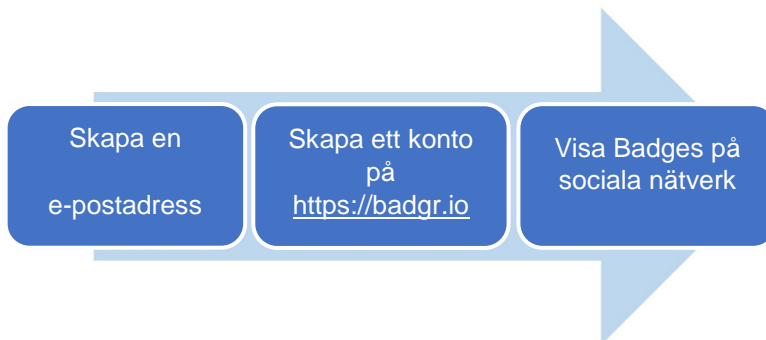 Skapa en
e-postadress
Skapa ett konto
på
https://badgr.io
Visa Badges på
sociala nätverk